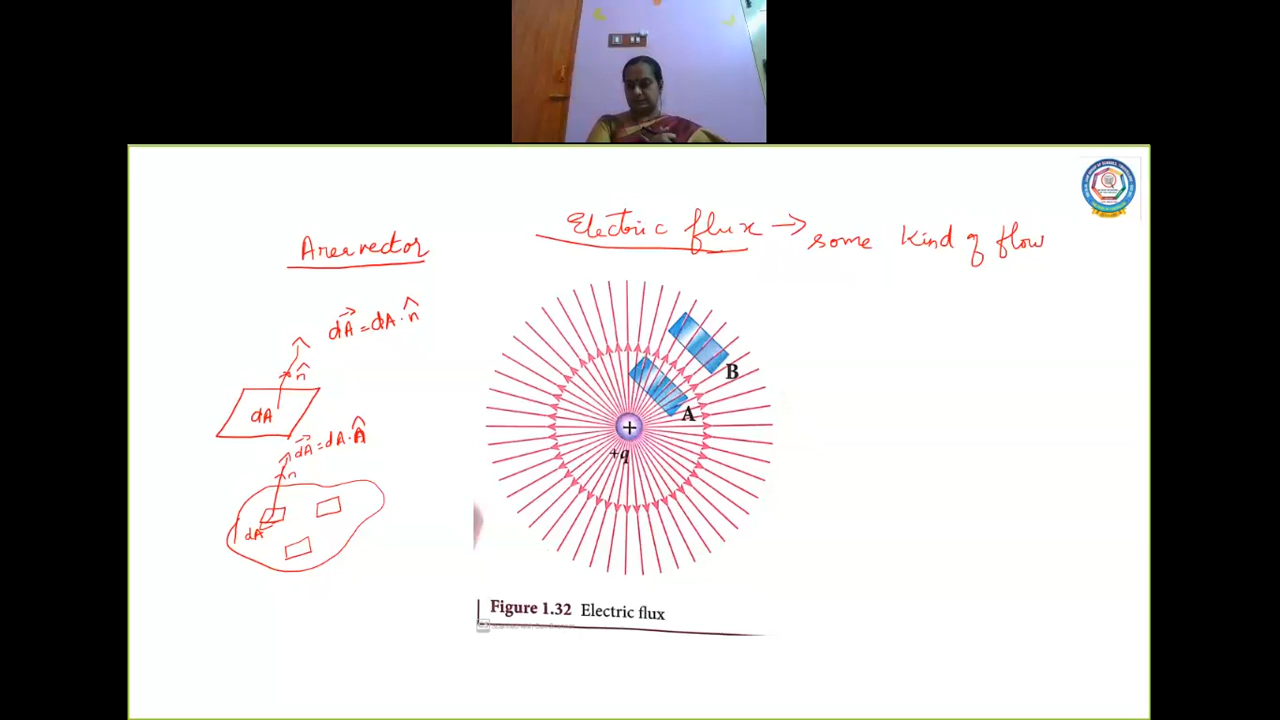 Electric flux → some kind of flow
Area vector
dA⃗ = dA . n̂
n̂
dA
dA⃗ = dA . n̂
n
dA
B
A
+
+q
Figure 1.32 Electric flux